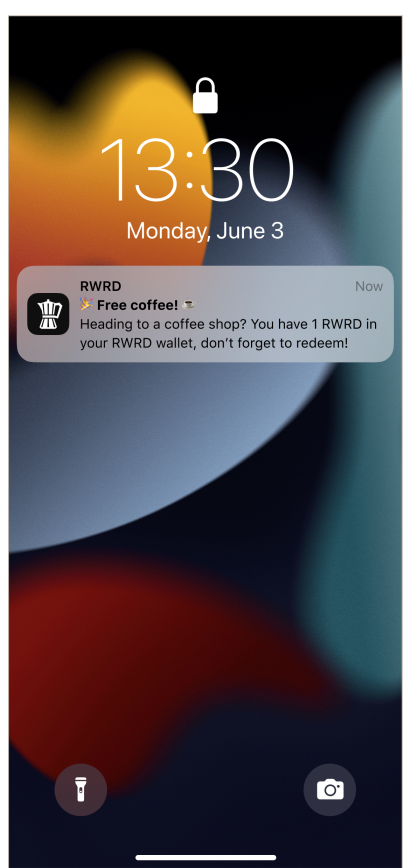 13:30
Monday, June 3
RWRD
Now
🎉 Free coffee! ☕
Heading to a coffee shop? You have 1 RWRD in
your RWRD wallet, don't forget to redeem!